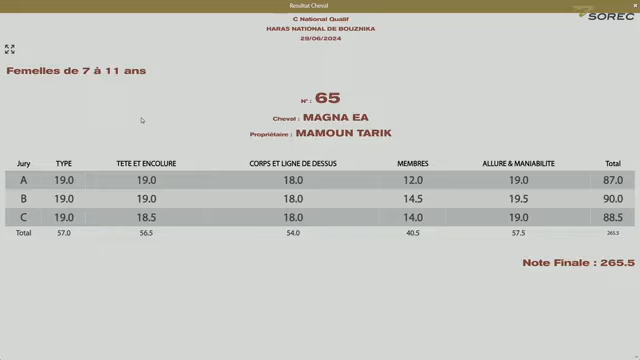 Resultat Cheval
SOREC
C National Qualif
HARAS NATIONAL DE BOUZNIKA
29/06/2024
Femelles de 7 à 11 ans
N° : 65
Cheval : MAGNA EA
Propriétaire : MAMOUN TARIK
Jury TYPE TETE ET ENCOLURE CORPS ET LIGNE DE DESSUS MEMBRES ALLURE & MANIABILITE Total
A 19.0 19.0 18.0 12.0 19.0 87.0
B 19.0 19.0 18.0 14.5 19.5 90.0
C 19.0 18.5 18.0 14.0 19.0 88.5
Total 57.0 56.5 54.0 40.5 57.5 265.5
Note Finale : 265.5